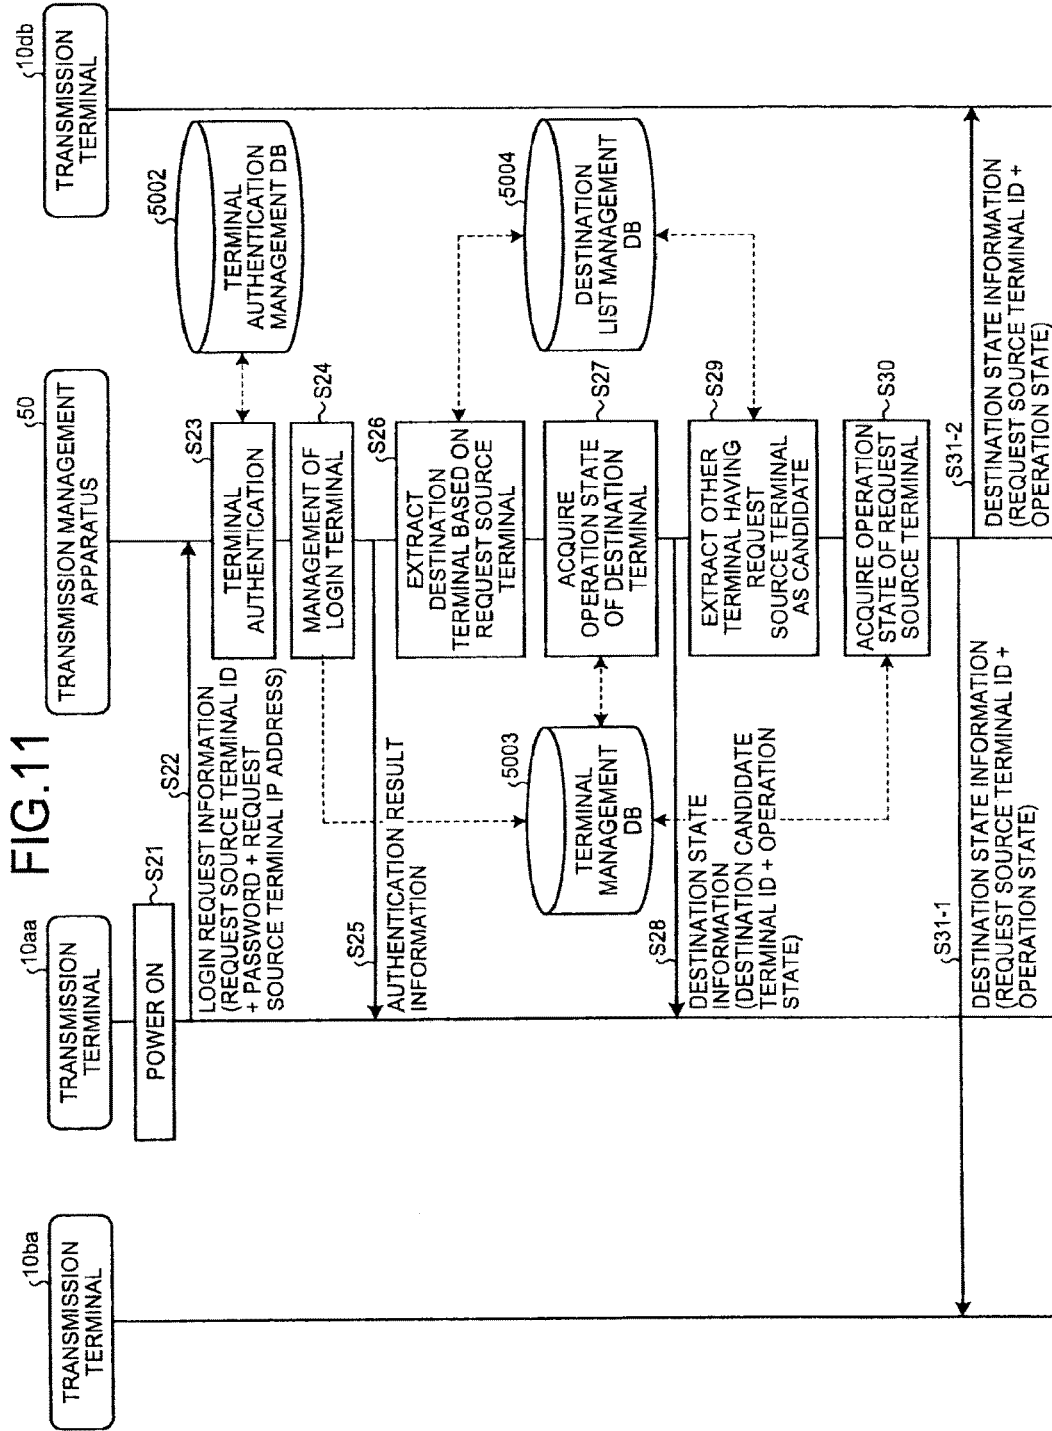 FIG.11
10ba
TRANSMISSION
TERMINAL
10aa
TRANSMISSION
TERMINAL
50
TRANSMISSION MANAGEMENT
APPARATUS
10db
TRANSMISSION
TERMINAL
POWER ON
S21
S22
LOGIN REQUEST INFORMATION
(REQUEST SOURCE TERMINAL ID
+ PASSWORD + REQUEST
SOURCE TERMINAL IP ADDRESS)
S23
TERMINAL
AUTHENTICATION
5002
TERMINAL
AUTHENTICATION
MANAGEMENT DB
S24
MANAGEMENT OF
LOGIN TERMINAL
S25
AUTHENTICATION RESULT
INFORMATION
S26
EXTRACT
DESTINATION
TERMINAL BASED ON
REQUEST SOURCE
TERMINAL
5003
TERMINAL
MANAGEMENT
DB
5004
DESTINATION
LIST MANAGEMENT
DB
S27
ACQUIRE
OPERATION STATE
OF DESTINATION
TERMINAL
S28
DESTINATION STATE
INFORMATION
(DESTINATION CANDIDATE
TERMINAL ID + OPERATION
STATE)
S29
EXTRACT OTHER
TERMINAL HAVING
REQUEST
SOURCE TERMINAL
AS CANDIDATE
S30
ACQUIRE OPERATION
STATE OF REQUEST
SOURCE TERMINAL
S31-1
DESTINATION STATE INFORMATION
(REQUEST SOURCE TERMINAL ID +
OPERATION STATE)
S31-2
DESTINATION STATE INFORMATION
(REQUEST SOURCE TERMINAL ID +
OPERATION STATE)